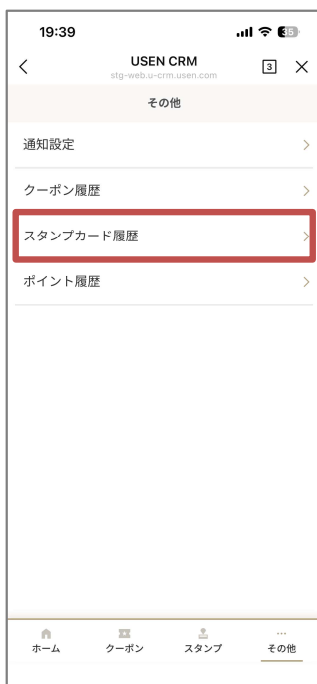 19:39
35
USEN CRM
stg-web.u-crm.usen.com
3
その他
通知設定
クーポン履歴
スタンプカード履歴
ポイント履歴
ホーム
クーポン
スタンプ
その他